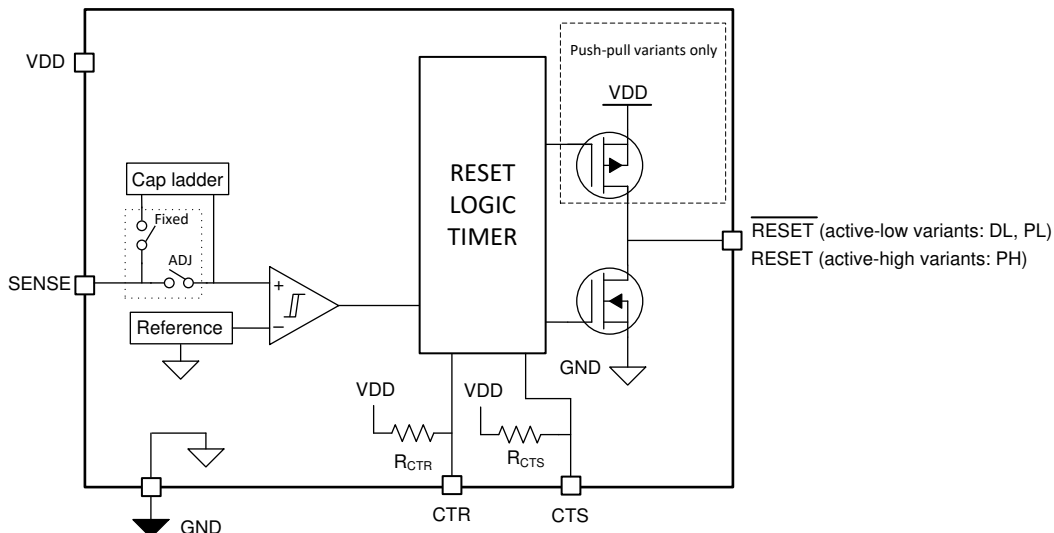 Push-pull variants only
VDD
VDD
Cap ladder
Fixed
ADJ
SENSE
+
−
Reference
RESET
LOGIC
TIMER
RESET (active-low variants: DL, PL)
RESET (active-high variants: PH)
GND
VDD
VDD
RCTR
RCTS
CTR
CTS
GND